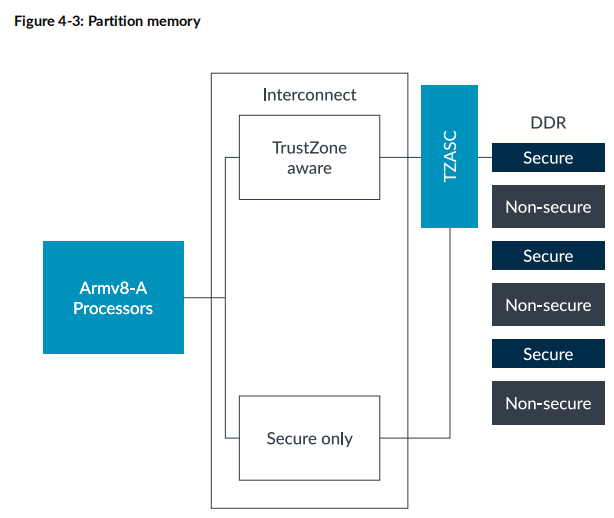 Figure 4-3: Partition memory
Interconnect
TrustZone
aware
TZASC
DDR
Secure
Non-secure
Secure
Non-secure
Secure
Non-secure
Armv8-A
Processors
Secure only